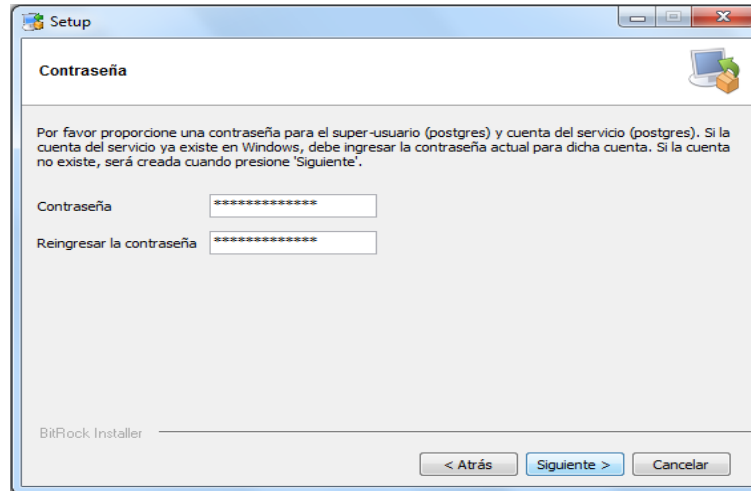 Setup
Contraseña
Por favor proporcione una contraseña para el super-usuario (postgres) y cuenta del servicio (postgres). Si la
cuenta del servicio ya existe en Windows, debe ingresar la contraseña actual para dicha cuenta. Si la cuenta
no existe, será creada cuando presione 'Siguiente'.
Contraseña *************
Reingresar la contraseña *************
BitRock Installer
< Atrás Siguiente > Cancelar